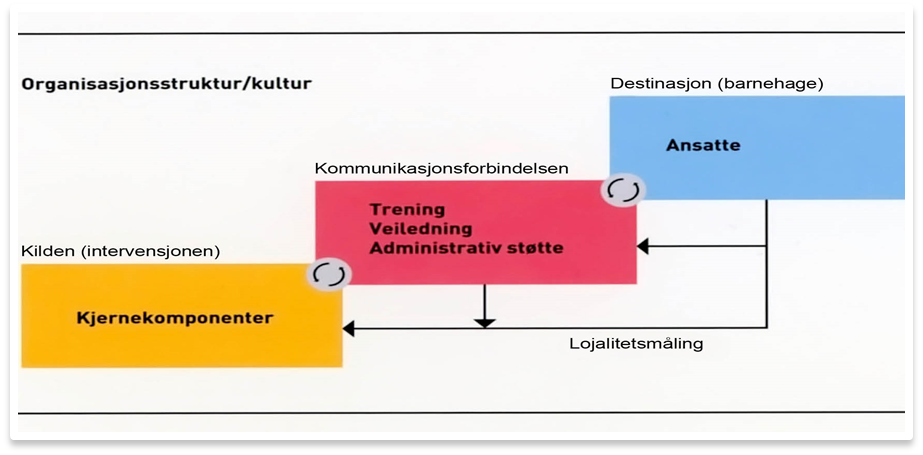 Organisasjonsstruktur/kultur
Destinasjon (barnehage)
Ansatte
Kommunikasjonsforbindelsen
Trening
Veiledning
Administrativ støtte
Kilden (intervensjonen)
Kjernekomponenter
Lojalitetsmåling